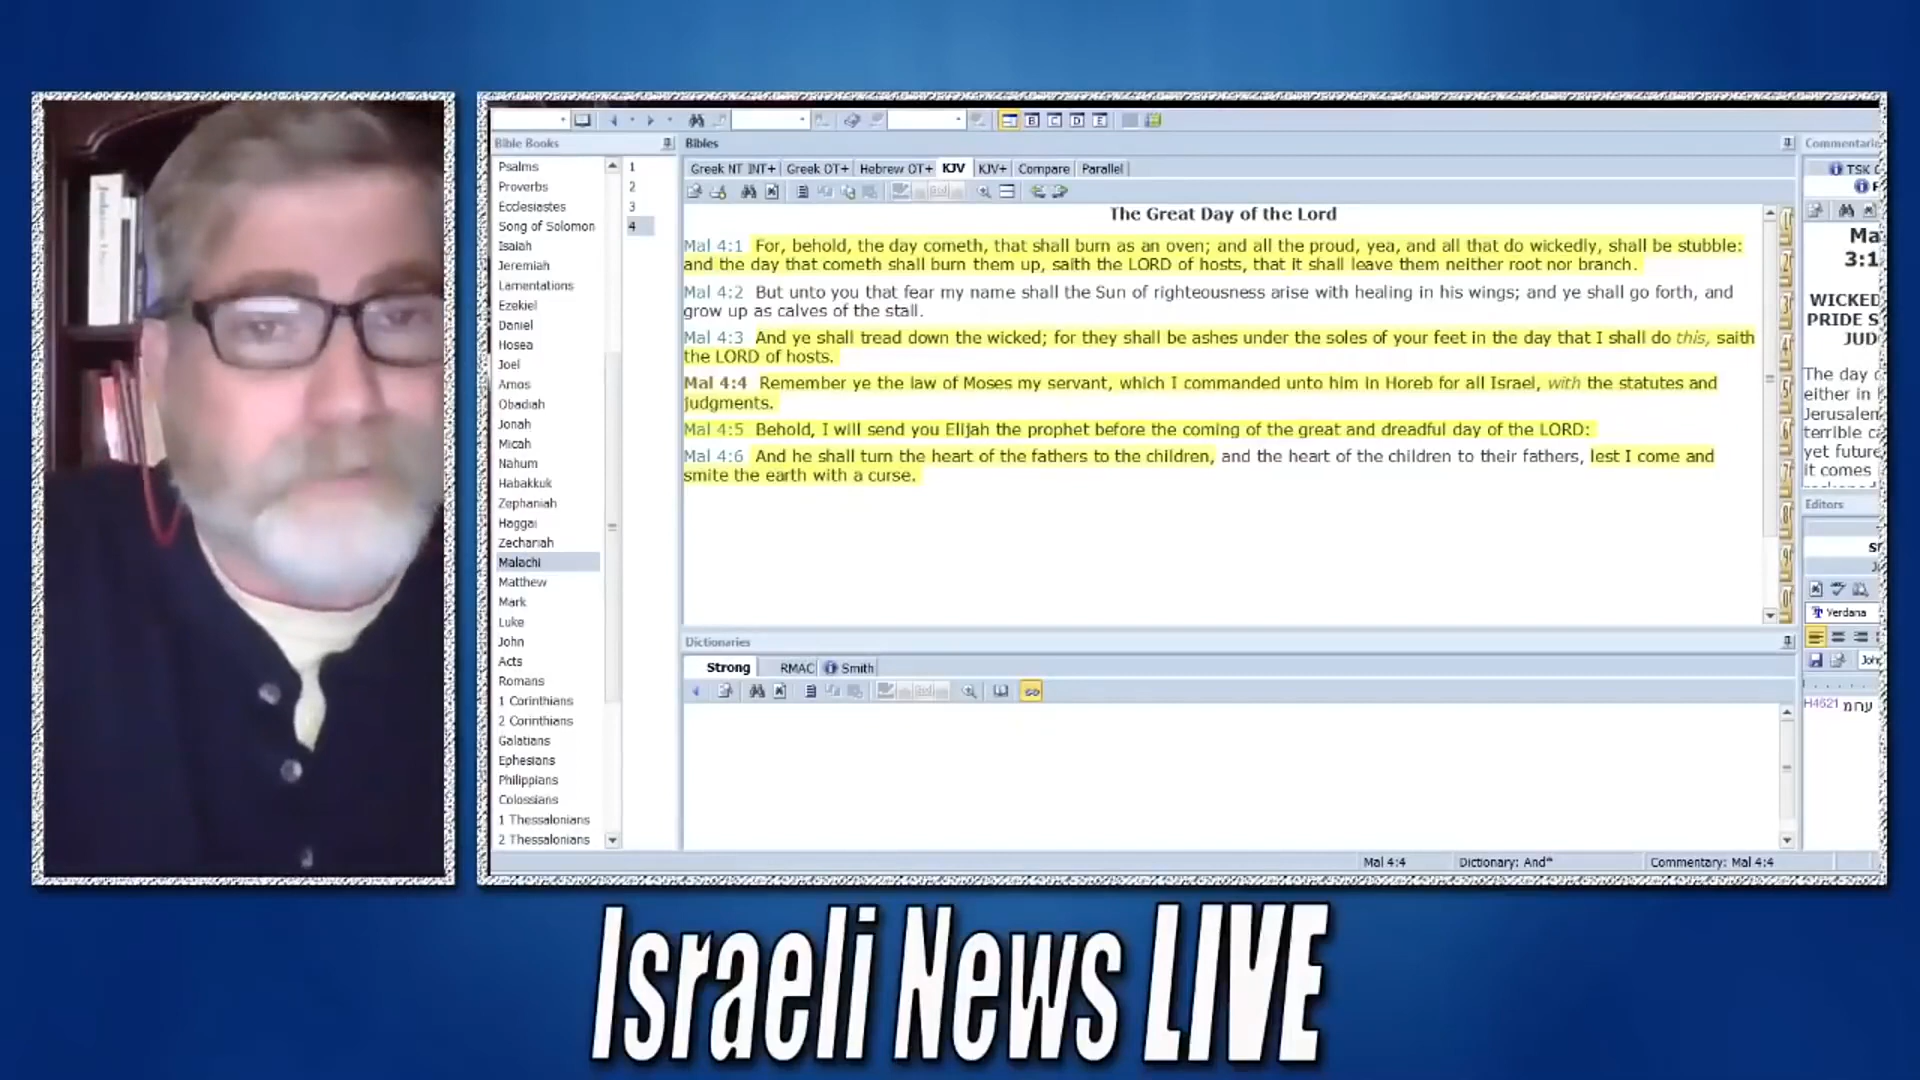 Bible Books
Psalms
Proverbs
Ecclesiastes
Song of Solomon
Isaiah
Jeremiah
Lamentations
Ezekiel
Daniel
Hosea
Joel
Amos
Obadiah
Jonah
Micah
Nahum
Habakkuk
Zephaniah
Haggai
Zechariah
Malachi
Matthew
Mark
Luke
John
Acts
Romans
1 Corinthians
2 Corinthians
Galatians
Ephesians
Philippians
Colossians
1 Thessalonians
2 Thessalonians
1
2
3
4
B C D E
Bibles
Greek NT INT+ Greek OT+ Hebrew OT+ KJV KJV+ Compare Parallel
The Great Day of the Lord
Mal 4:1 For, behold, the day cometh, that shall burn as an oven; and all the proud, yea, and all that do wickedly, shall be stubble:
and the day that cometh shall burn them up, saith the LORD of hosts, that it shall leave them neither root nor branch.
Mal 4:2 But unto you that fear my name shall the Sun of righteousness arise with healing in his wings; and ye shall go forth, and
grow up as calves of the stall.
Mal 4:3 And ye shall tread down the wicked; for they shall be ashes under the soles of your feet in the day that I shall do this, saith
the LORD of hosts.
Mal 4:4 Remember ye the law of Moses my servant, which I commanded unto him in Horeb for all Israel, with the statutes and
judgments.
Mal 4:5 Behold, I will send you Elijah the prophet before the coming of the great and dreadful day of the LORD:
Mal 4:6 And he shall turn the heart of the fathers to the children, and the heart of the children to their fathers, lest I come and
smite the earth with a curse.
Dictionaries
Strong RMAC Smith
Mal 4:4 Dictionary: And* Commentary: Mal 4:4
Commentarie
TSK
Ma
3:1
WICKED
PRIDE S
JUD
The day
either in
Jerusalem
terrible
yet future
it comes
Editors
Verdana
H4621 מעחמ
Israeli News LIVE